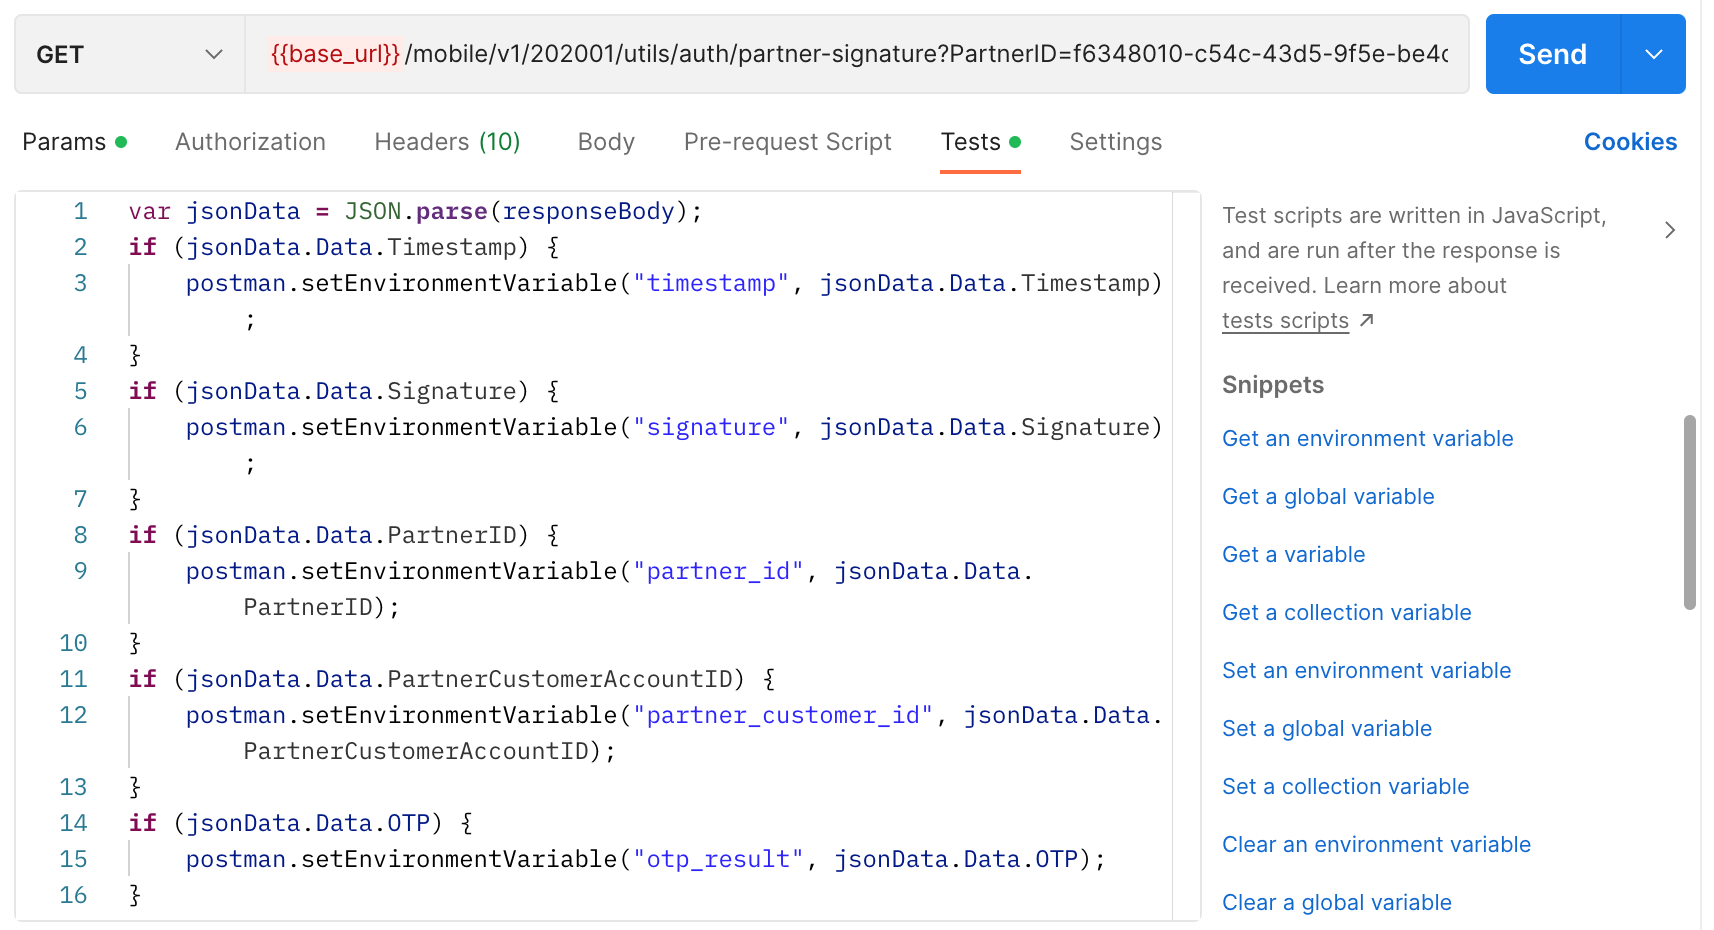 GET {{base_url}}/mobile/v1/202001/utils/auth/partner-signature?PartnerID=f6348010-c54c-43d5-9f5e-be4c Send
Params Authorization Headers (10) Body Pre-request Script Tests Settings Cookies
1 var jsonData = JSON.parse(responseBody);
2 if (jsonData.Data.Timestamp) {
3 postman.setEnvironmentVariable("timestamp", jsonData.Data.Timestamp)
;
4 }
5 if (jsonData.Data.Signature) {
6 postman.setEnvironmentVariable("signature", jsonData.Data.Signature)
;
7 }
8 if (jsonData.Data.PartnerID) {
9 postman.setEnvironmentVariable("partner_id", jsonData.Data.
PartnerID);
10 }
11 if (jsonData.Data.PartnerCustomerAccountID) {
12 postman.setEnvironmentVariable("partner_customer_id", jsonData.Data.
PartnerCustomerAccountID);
13 }
14 if (jsonData.Data.OTP) {
15 postman.setEnvironmentVariable("otp_result", jsonData.Data.OTP);
16 }
Test scripts are written in JavaScript,
and are run after the response is
received. Learn more about
tests scripts ↗
Snippets
Get an environment variable
Get a global variable
Get a variable
Get a collection variable
Set an environment variable
Set a global variable
Set a collection variable
Clear an environment variable
Clear a global variable